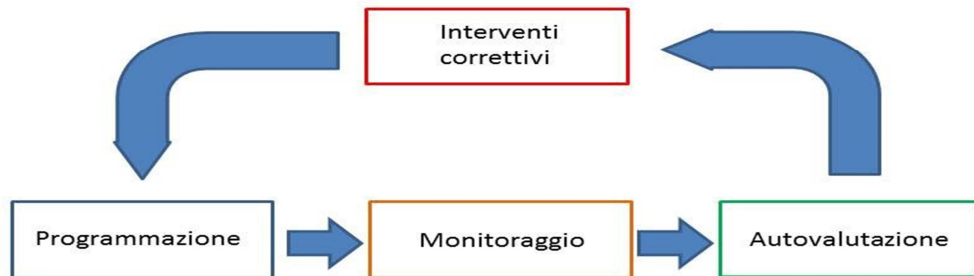 Interventi
correttivi
Programmazione
Monitoraggio
Autovalutazione